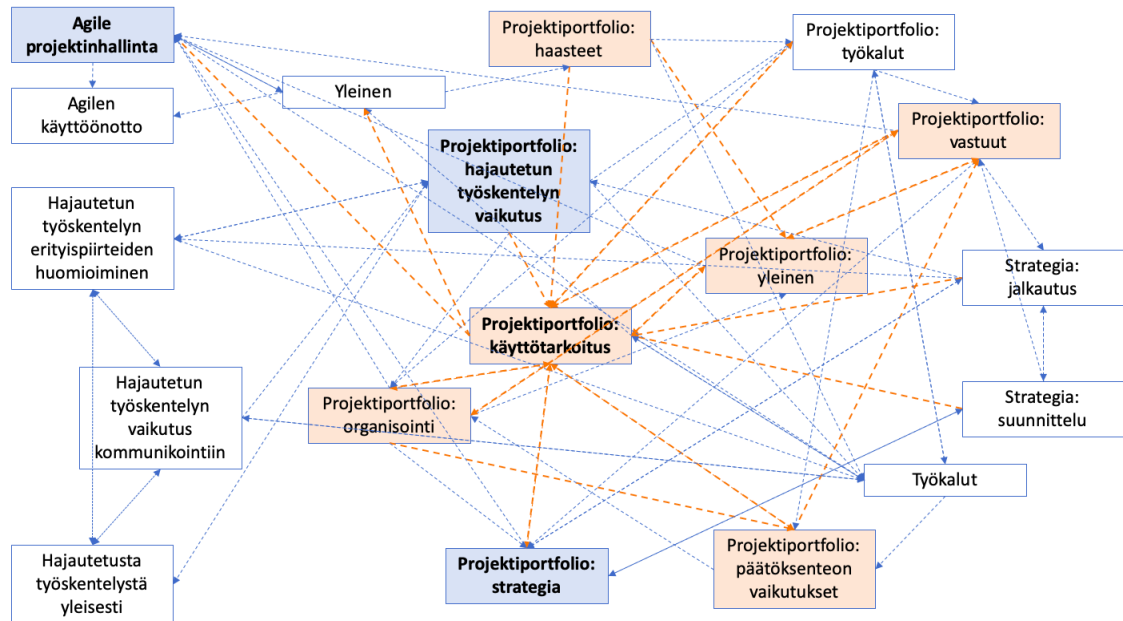 Agile
projektinhallinta
Projektiportfolio:
haasteet
Projektiportfolio:
työkalut
Agilen
käyttöönotto
Yleinen
Projektiportfolio:
vastuut
Projektiportfolio:
hajautetun
työskentelyn
vaikutus
Hajautetun
työskentelyn
erityispiirteiden
huomioiminen
Projektiportfolio:
yleinen
Strategia:
jalkautus
Projektiportfolio:
käyttötarkoitus
Hajautetun
työskentelyn
vaikutus
kommunikointiin
Projektiportfolio:
organisointi
Strategia:
suunnittelu
Työkalut
Hajautetusta
työskentelystä
yleisesti
Projektiportfolio:
strategia
Projektiportfolio:
päätöksenteon
vaikutukset